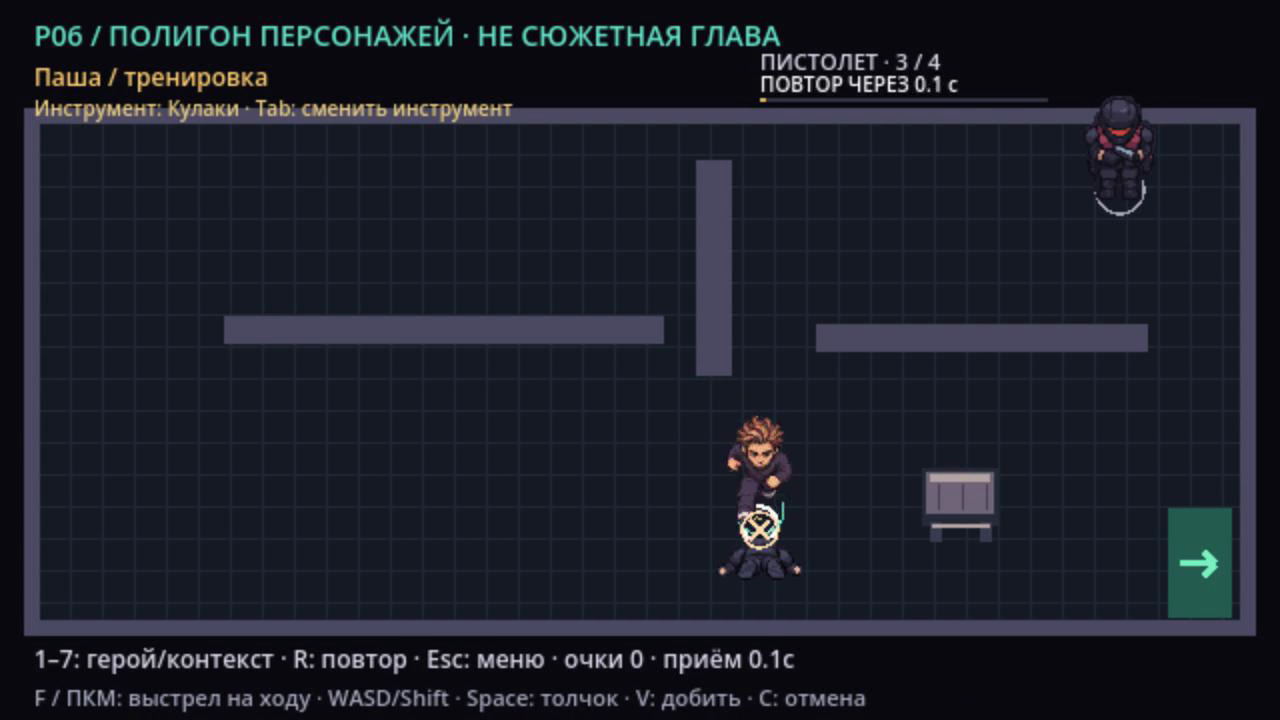 P06 / ПОЛИГОН ПЕРСОНАЖЕЙ · НЕ СЮЖЕТНАЯ ГЛАВА
ПИСТОЛЕТ · 3 / 4
Паша / тренировка
ПОВТОР ЧЕРЕЗ 0.1 с
Инструмент: Кулаки · Tab: сменить инструмент
1–7: герой/контекст · R: повтор · Esc: меню · очки 0 · приём 0.1с
F / ПКМ: выстрел на ходу · WASD/Shift · Space: толчок · V: добить · C: отмена